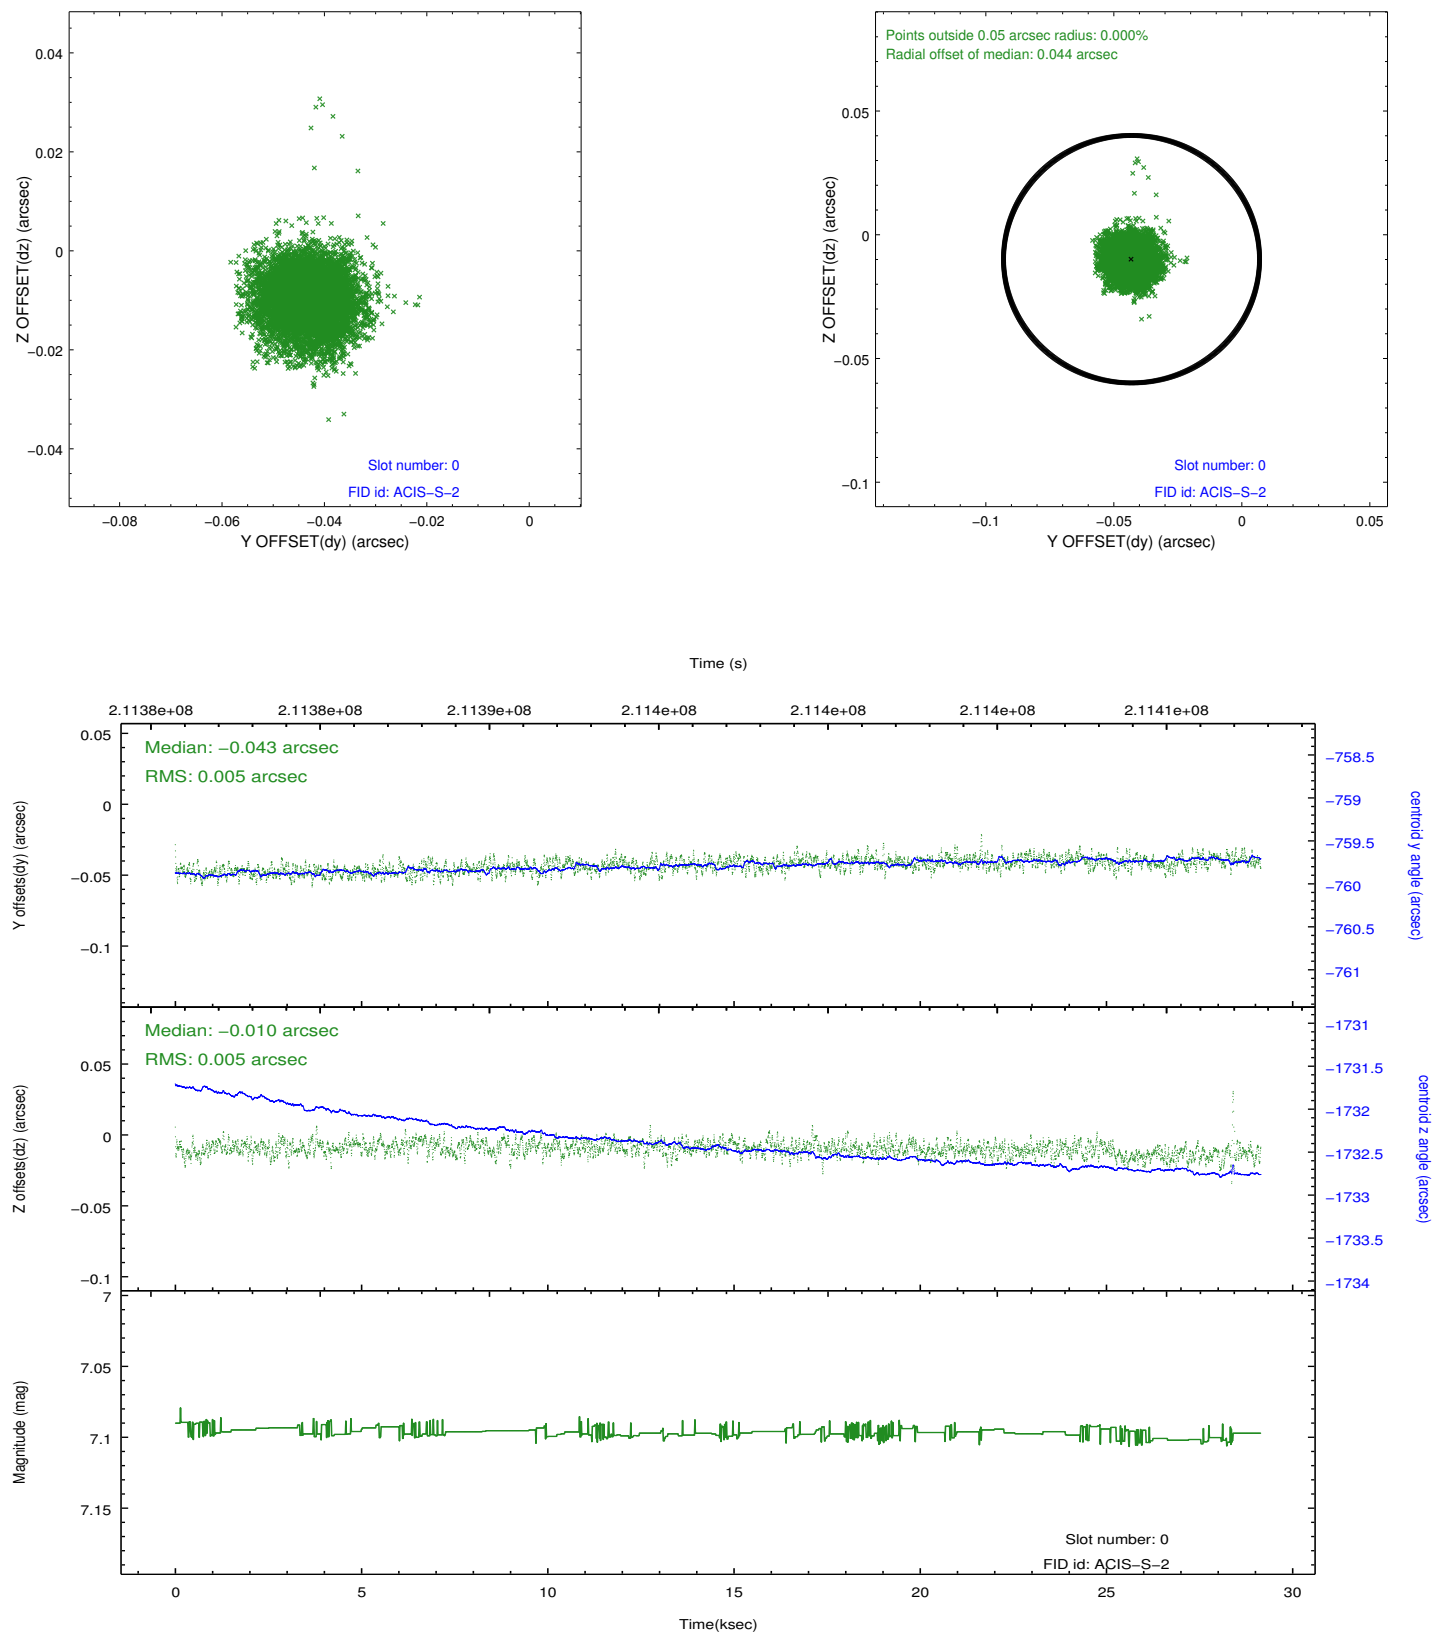 0.04
0.02
0
−0.02
−0.04
Z OFFSET(dz) (arcsec)
Slot number: 0
FID id: ACIS−S−2
−0.08 −0.06 −0.04 −0.02 0
Y OFFSET(dy) (arcsec)
Points outside 0.05 arcsec radius: 0.000%
Radial offset of median: 0.044 arcsec
0.05
0
−0.05
−0.1
Z OFFSET(dz) (arcsec)
Slot number: 0
FID id: ACIS−S−2
−0.1 −0.05 0 0.05
Y OFFSET(dy) (arcsec)
Time (s)
2.1138e+08 2.1138e+08 2.1139e+08 2.114e+08 2.114e+08 2.114e+08 2.1141e+08
Median: −0.043 arcsec
RMS: 0.005 arcsec
0.05
0
−0.05
−0.1
Y offsets(dy) (arcsec)
−758.5
−759
−759.5
−760
−760.5
−761
centroid y angle (arcsec)
Median: −0.010 arcsec
RMS: 0.005 arcsec
0.05
0
−0.05
−0.1
Z offsets(dz) (arcsec)
−1731
−1731.5
−1732
−1732.5
−1733
−1733.5
−1734
centroid z angle (arcsec)
7
7.05
7.1
7.15
Magnitude (mag)
Slot number: 0
FID id: ACIS−S−2
0 5 10 15 20 25 30
Time(ksec)